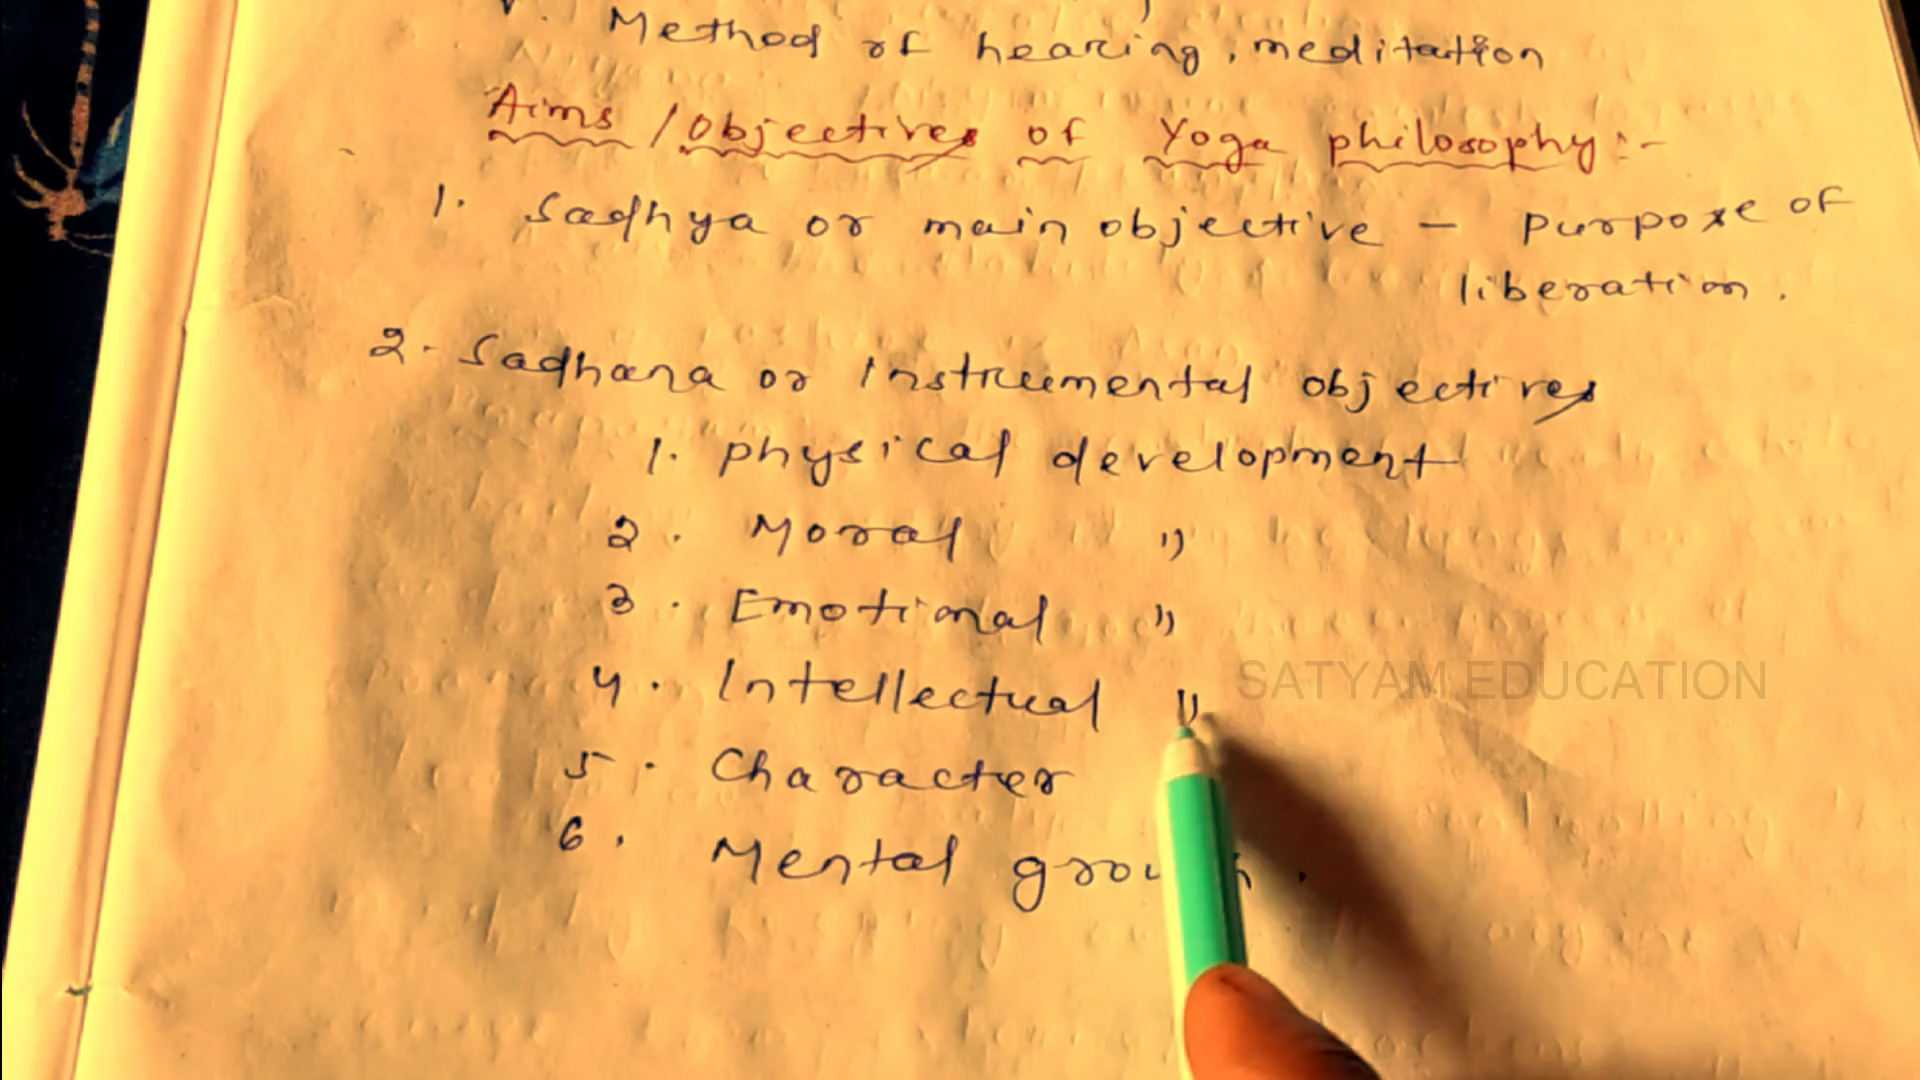 V. Method of hearing, meditation
Aims / Objectives of Yoga philosophy:-
1. Sadhya or main objective - purpose of
liberation.
2. Sadhana or Instrumental objectives
1. physical development
2. Moral "
3. Emotional "
4. Intellectual "
SATYAM EDUCATION
5. Character
6. Mental